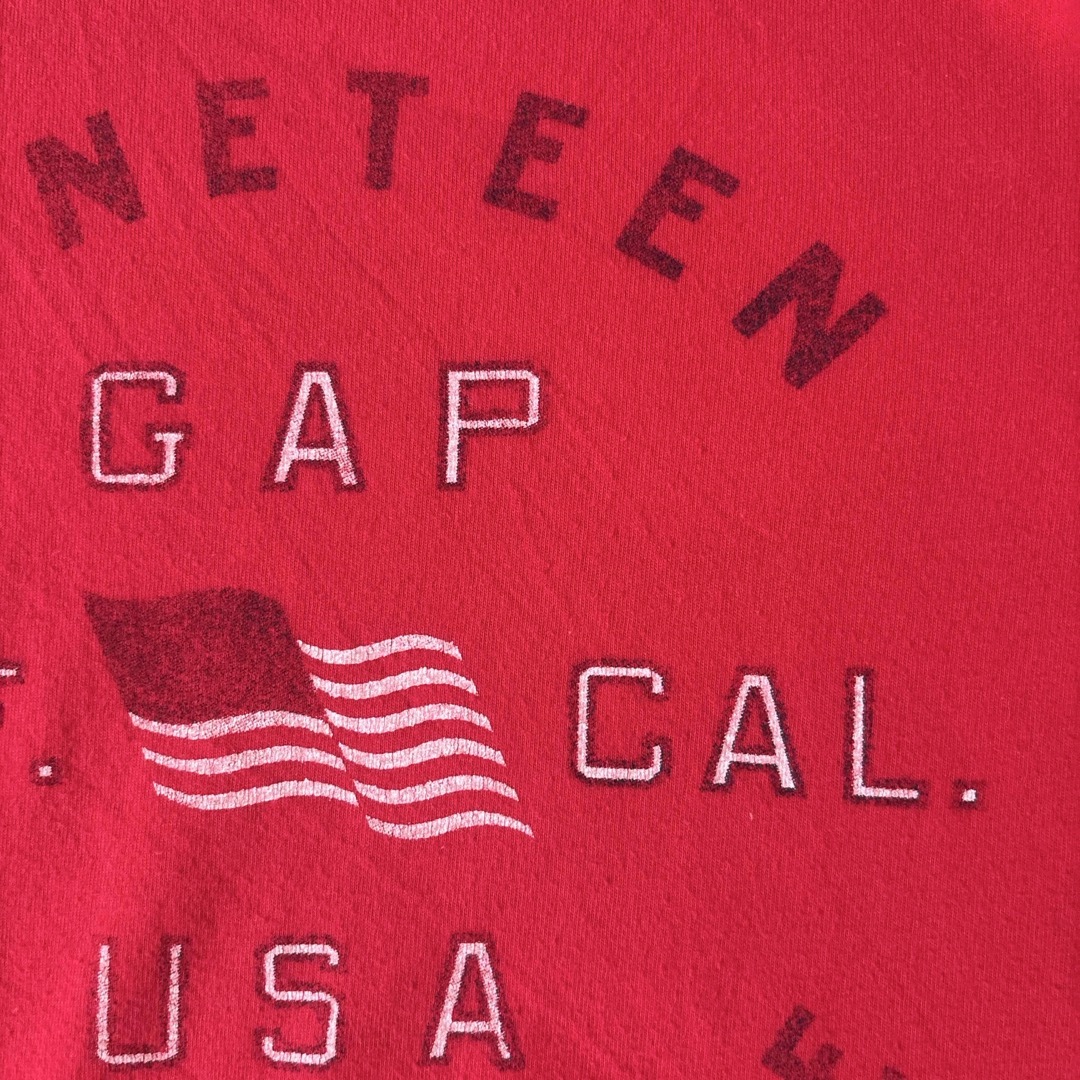 NETEEN
GAP
. CAL.
USA